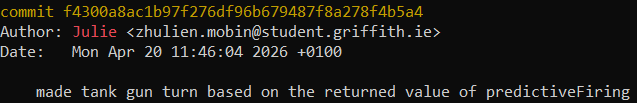 commit f4300a8ac1b97f276df96b679487f8a278f4b5a4
Author: Julie <zhulien.mobin@student.griffith.ie>
Date:   Mon Apr 20 11:46:04 2026 +0100
    made tank gun turn based on the returned value of predictiveFiring